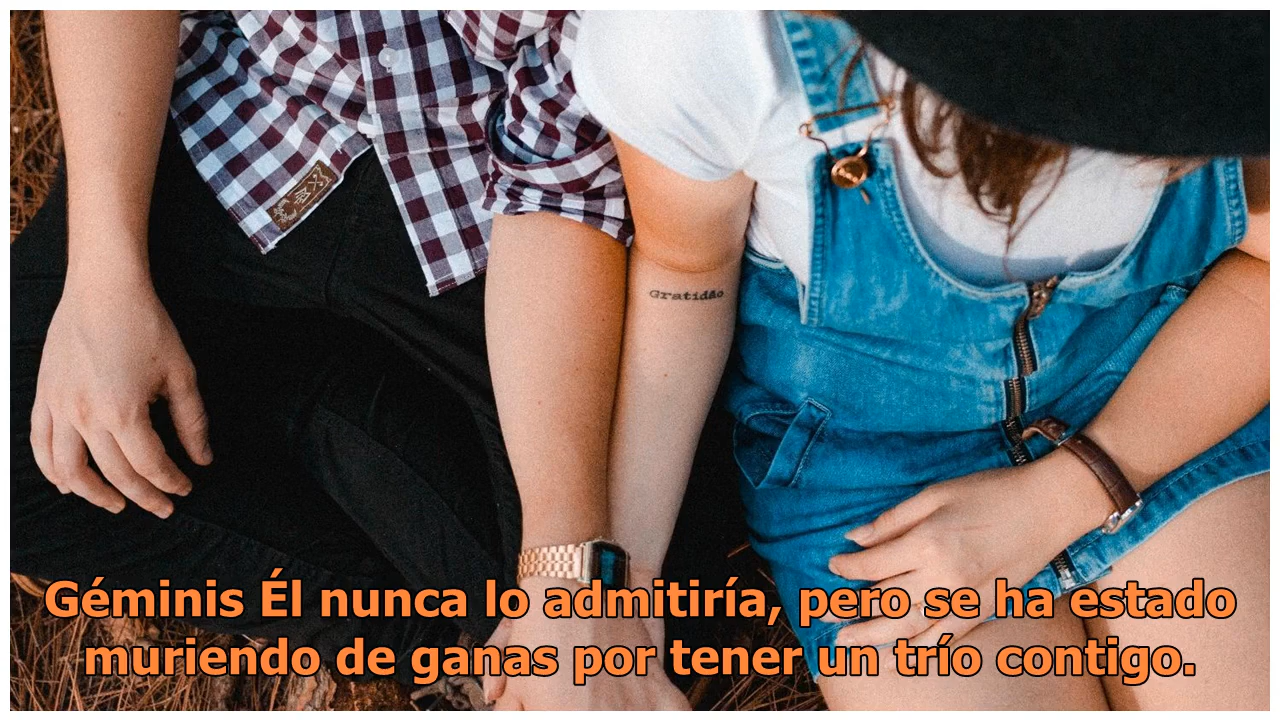 Gratidão
Géminis Él nunca lo admitiría, pero se ha estado
muriendo de ganas por tener un trío contigo.